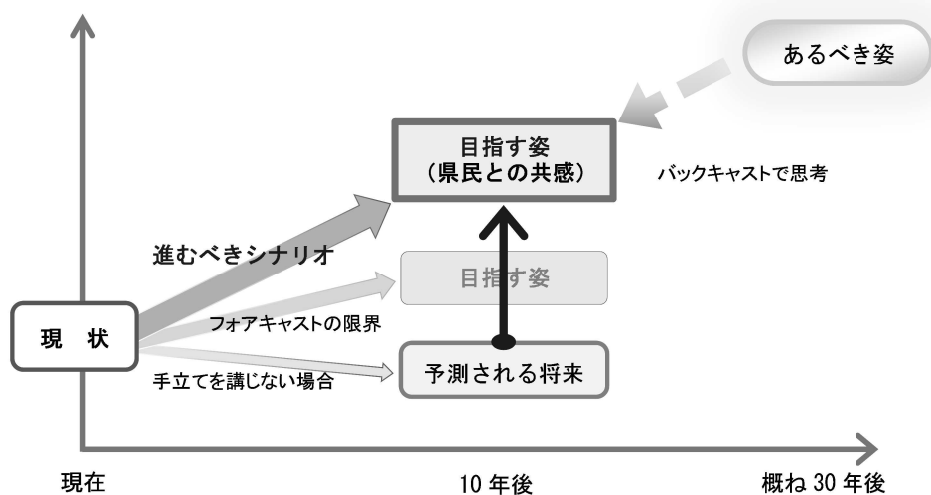 あるべき姿
目指す姿
（県民との共感）
バックキャストで思考
進むべきシナリオ
目指す姿
フォアキャストの限界
現　状
手立てを講じない場合
予測される将来
現在
10 年後
概ね 30 年後